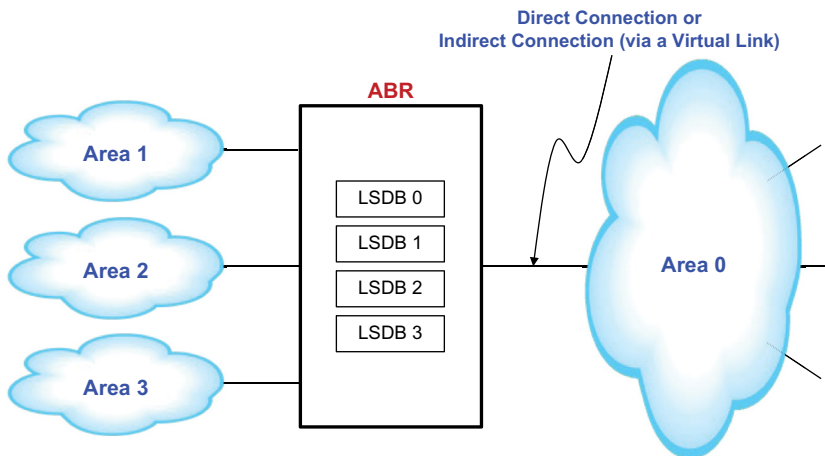 Direct Connection or
Indirect Connection (via a Virtual Link)
ABR
Area 1
Area 2
Area 3
LSDB 0
LSDB 1
LSDB 2
LSDB 3
Area 0